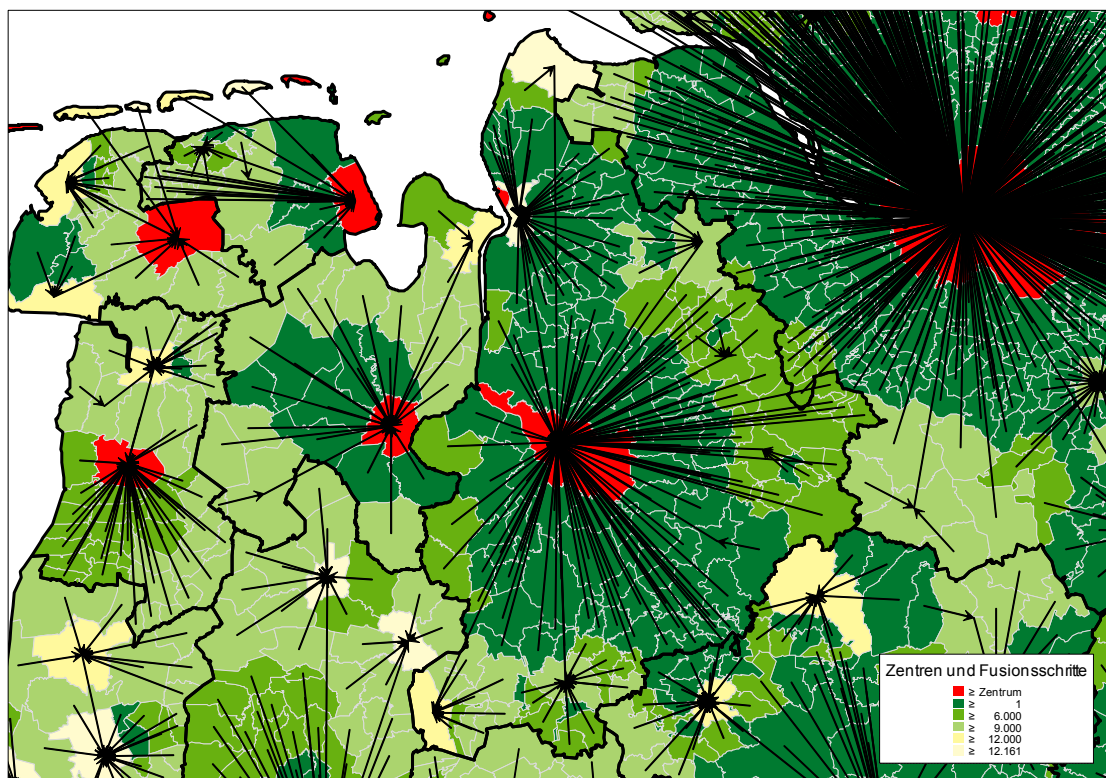 Zentren und Fusionsschritte
≥ Zentrum
≥ 1
≥ 6.000
≥ 9.000
≥ 12.000
≥ 12.161